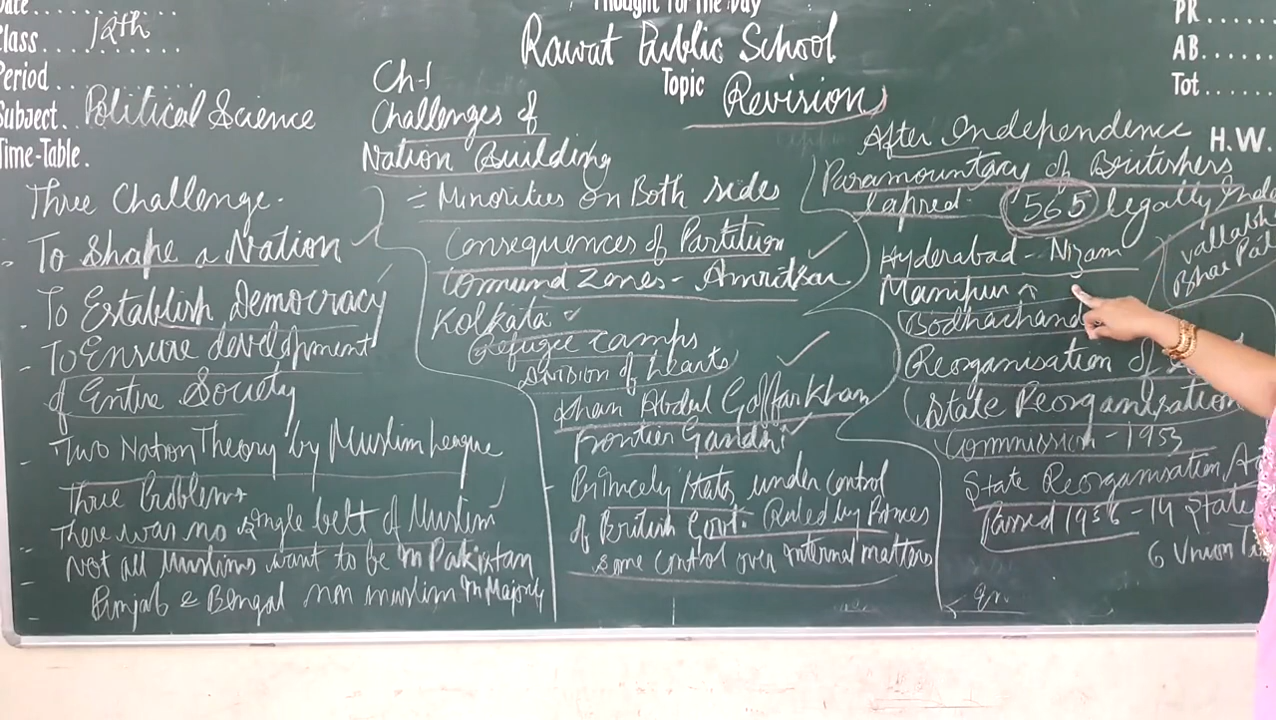 Date
Thought For The Day
PR
Class 12th
Rawat Public School
AB
Period
Ch-1
Topic Revision
Tot
Subject Political Science
Challenges of
Nation Building
Time-Table
H.W.
Three Challenge.
To Shape a Nation
To Establish Democracy
To Ensure development
of Entire Society
Two Nation Theory by Muslim League
Three Problems
There was no single belt of Muslim
Not all Muslims want to be in Pakistan
Punjab & Bengal non muslim in Majority
= Minorities on Both sides
Consequences of Partition
Zones - Amritsar
Kolkata
Refugee camps
Division of hearts
Khan Abdul Gaffar Khan
Frontier Gandhi
Princely States under control
of British Govt. Ruled by Princes
some control over internal matters
After Independence
Paramountacy of Britishers
lapsed. 565 legally
Hyderabad - Nizam
Vallabh
Bhai
Manipur
Bodhachand
Reorganisation of
State Reorganisation
Commission - 1953
State Reorganisation
Passed 1956 - 14 State
6 Union